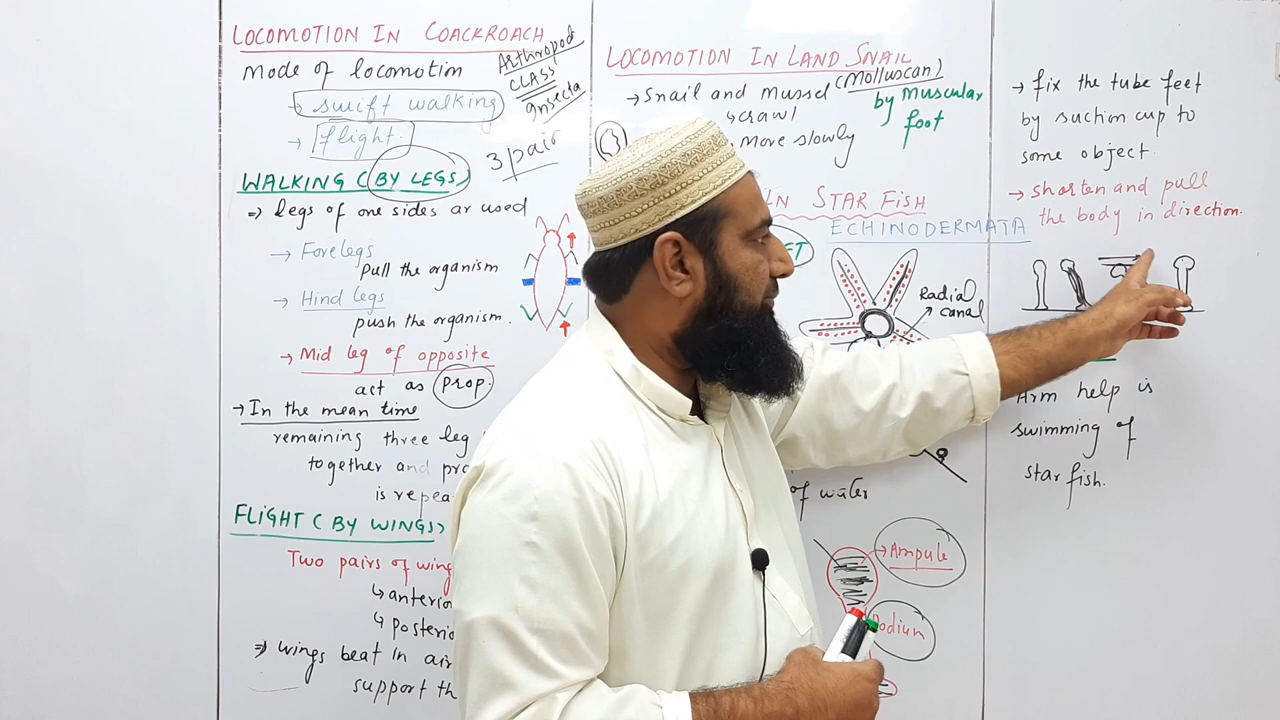 LOCOMOTION IN COACKROACH
Mode of locomotion
→ swift walking
→ flight.
Arthropod
CLASS
Insecta
3 pair
WALKING (BY LEGS)
⇒ legs of one sides ar used
→ Forelegs
pull the organism
→ Hind legs
push the organism.
→ Mid leg of opposite
act as prop.
→ In the mean time
remaining three leg
together and pro
is repea
FLIGHT (BY WINGS)
Two pairs of wing
↳ anterio
↳ posterio
⇒ wings beat in air
support th
LOCOMOTION IN LAND SNAIL
(Molluscan)
→ snail and mussel
↳ crawl
move slowly
by muscular
foot
IN STAR FISH
ECHINODERMATA
Radial
canal
of water
Ampule
Podium
→ fix the tube feet
by suction cup to
some object.
→ shorten and pull
the body in direction.
Arm help is
swimming of
star fish.